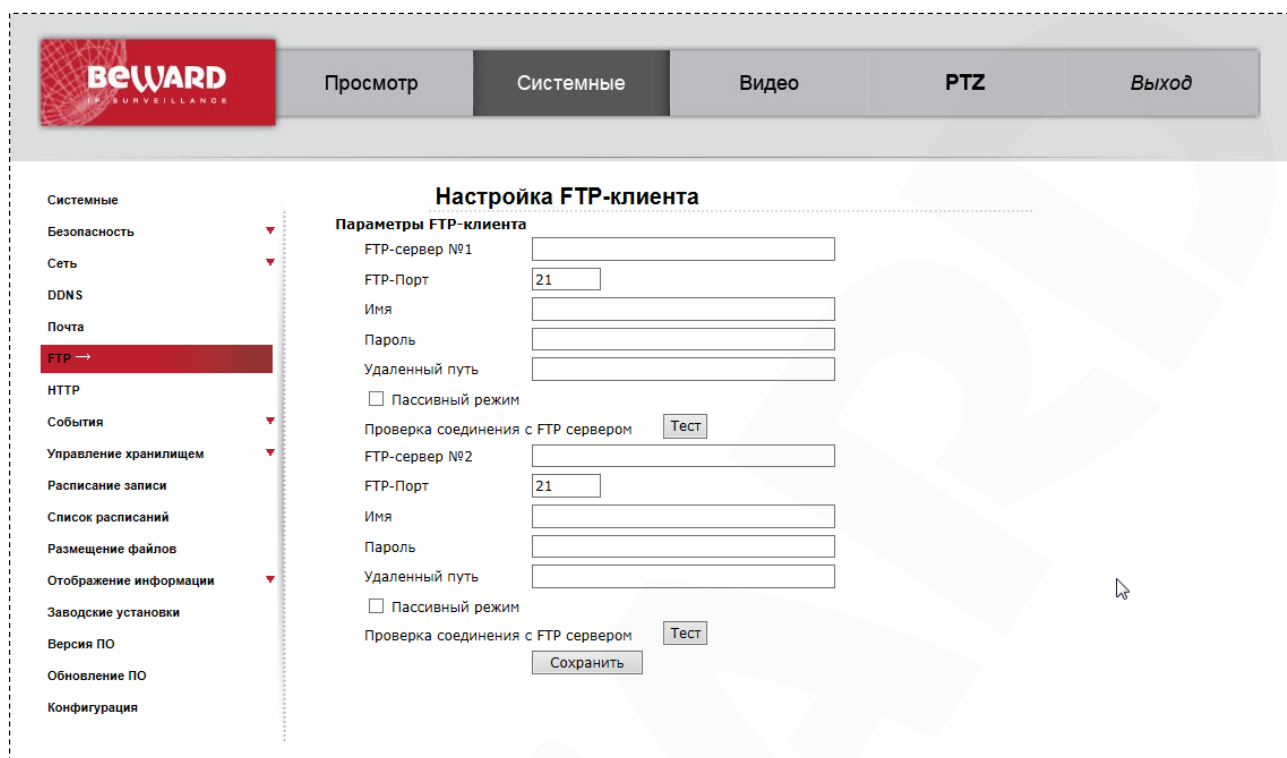 BEWARD
IP SURVEILLANCE
Просмотр
Системные
Видео
PTZ
Выход
Системные
Безопасность
Сеть
DDNS
Почта
FTP →
HTTP
События
Управление хранилищем
Расписание записи
Список расписаний
Размещение файлов
Отображение информации
Заводские установки
Версия ПО
Обновление ПО
Конфигурация
Настройка FTP-клиента
Параметры FTP-клиента
FTP-сервер №1
FTP-Порт 21
Имя
Пароль
Удаленный путь
Пассивный режим
Проверка соединения с FTP сервером Тест
FTP-сервер №2
FTP-Порт 21
Имя
Пароль
Удаленный путь
Пассивный режим
Проверка соединения с FTP сервером Тест
Сохранить